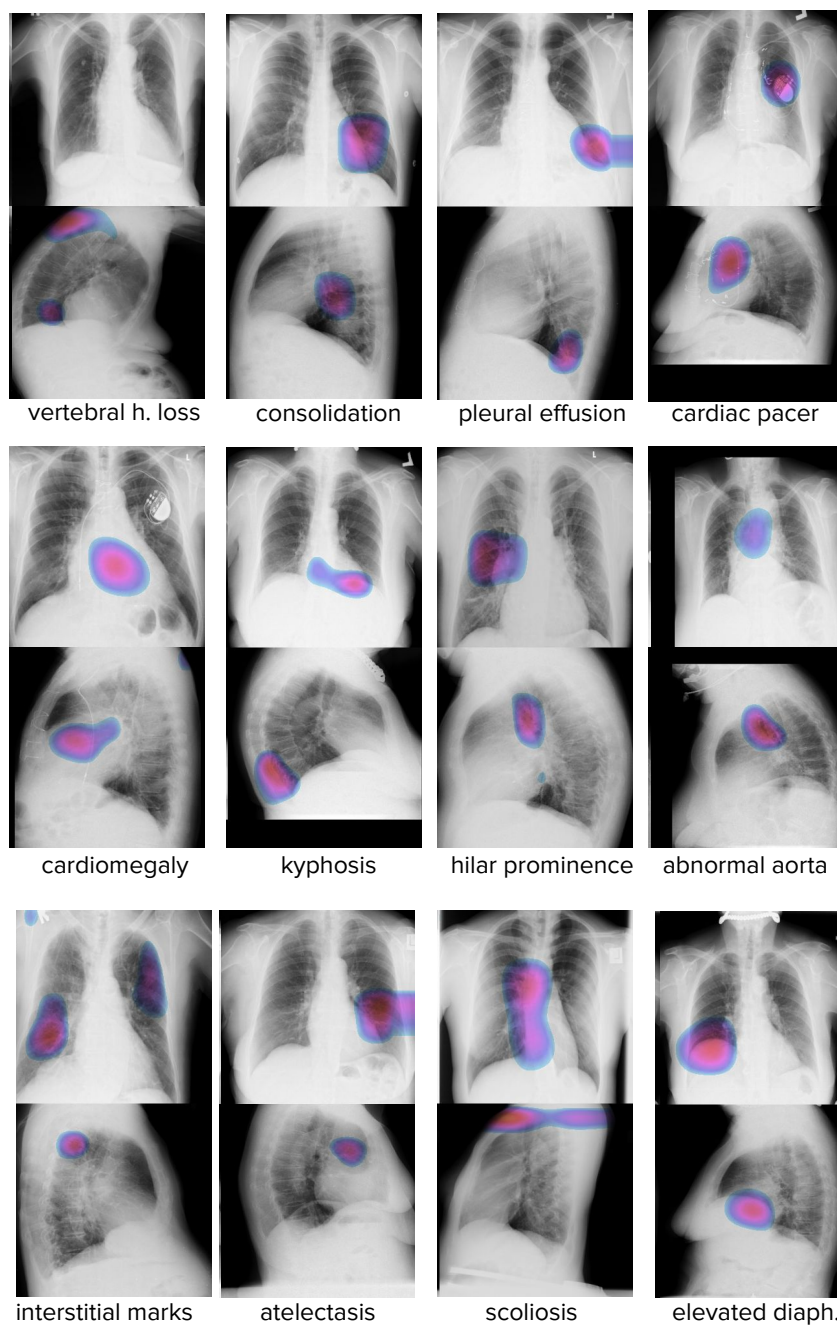 vertebral h. loss
consolidation
pleural effusion
cardiac pacer
cardiomegaly
kyphosis
hilar prominence
abnormal aorta
interstitial marks
atelectasis
scoliosis
elevated diaph.